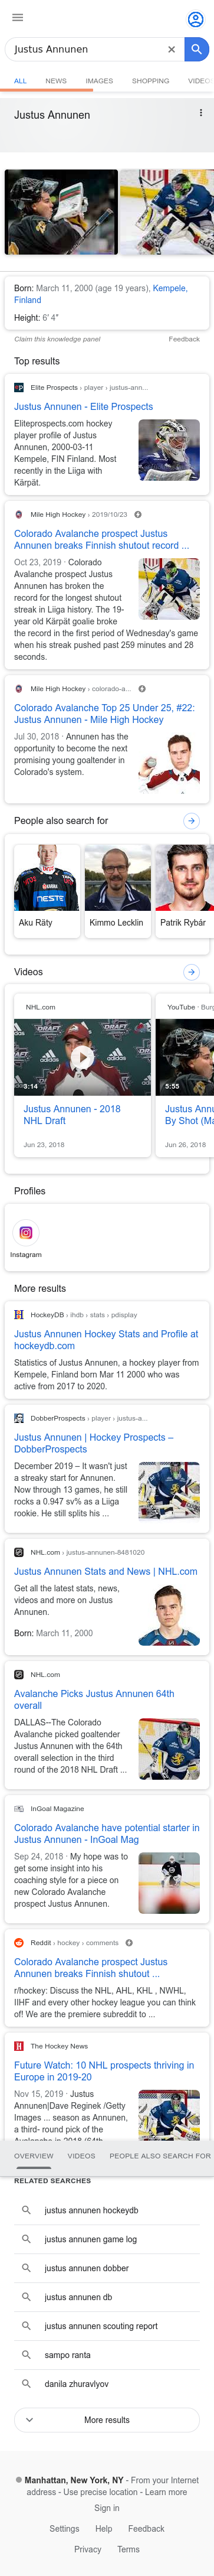 Justus Annunen
ALL NEWS IMAGES SHOPPING VIDEO
Justus Annunen
Born: March 11, 2000 (age 19 years), Kempele,
Finland
Height: 6′ 4″
Claim this knowledge panel Feedback
Top results
Elite Prospects › player › justus-ann...
Justus Annunen - Elite Prospects
Eliteprospects.com hockey
player profile of Justus
Annunen, 2000-03-11
Kempele, FIN Finland. Most
recently in the Liiga with
Kärpät.
Mile High Hockey › 2019/10/23
Colorado Avalanche prospect Justus
Annunen breaks Finnish shutout record ...
Oct 23, 2019 · Colorado
Avalanche prospect Justus
Annunen has broken the
record for the longest shutout
streak in Liiga history. The 19-
year old Kärpät goalie broke
the record in the first period of Wednesday's game
when his streak pushed past 259 minutes and 28
seconds.
Mile High Hockey › colorado-a...
Colorado Avalanche Top 25 Under 25, #22:
Justus Annunen - Mile High Hockey
Jul 30, 2018 · Annunen has the
opportunity to become the next
promising young goaltender in
Colorado's system.
People also search for
NESTE
Aku Räty
Kimmo Lecklin
Patrik Rybár
Videos
NHL.com
3:14
Justus Annunen - 2018
NHL Draft
Jun 23, 2018
YouTube · Burg
5:55
Justus Annu
By Shot (Ma
Jun 26, 2018
Profiles
Instagram
More results
HockeyDB › ihdb › stats › pdisplay
Justus Annunen Hockey Stats and Profile at
hockeydb.com
Statistics of Justus Annunen, a hockey player from
Kempele, Finland born Mar 11 2000 who was
active from 2017 to 2020.
DobberProspects › player › justus-a...
Justus Annunen | Hockey Prospects –
DobberProspects
December 2019 – It wasn't just
a streaky start for Annunen.
Now through 13 games, he still
rocks a 0.947 sv% as a Liiga
rookie. He still splits his ...
NHL.com › justus-annunen-8481020
Justus Annunen Stats and News | NHL.com
Get all the latest stats, news,
videos and more on Justus
Annunen.
Born: March 11, 2000
NHL.com
Avalanche Picks Justus Annunen 64th
overall
DALLAS--The Colorado
Avalanche picked goaltender
Justus Annunen with the 64th
overall selection in the third
round of the 2018 NHL Draft ...
InGoal Magazine
Colorado Avalanche have potential starter in
Justus Annunen - InGoal Mag
Sep 24, 2018 · My hope was to
get some insight into his
coaching style for a piece on
new Colorado Avalanche
prospect Justus Annunen.
Reddit › hockey › comments
Colorado Avalanche prospect Justus
Annunen breaks Finnish shutout ...
r/hockey: Discuss the NHL, AHL, KHL , NWHL,
IIHF and every other hockey league you can think
of! We are the premiere subreddit to ...
The Hockey News
Future Watch: 10 NHL prospects thriving in
Europe in 2019-20
Nov 15, 2019 · Justus
Annunen|Dave Reginek /Getty
Images ... season as Annunen,
a third- round pick of the
OVERVIEW VIDEOS PEOPLE ALSO SEARCH FOR
RELATED SEARCHES
justus annunen hockeydb
justus annunen game log
justus annunen dobber
justus annunen db
justus annunen scouting report
sampo ranta
danila zhuravlyov
More results
Manhattan, New York, NY - From your Internet
address - Use precise location - Learn more
Sign in
Settings Help Feedback
Privacy Terms